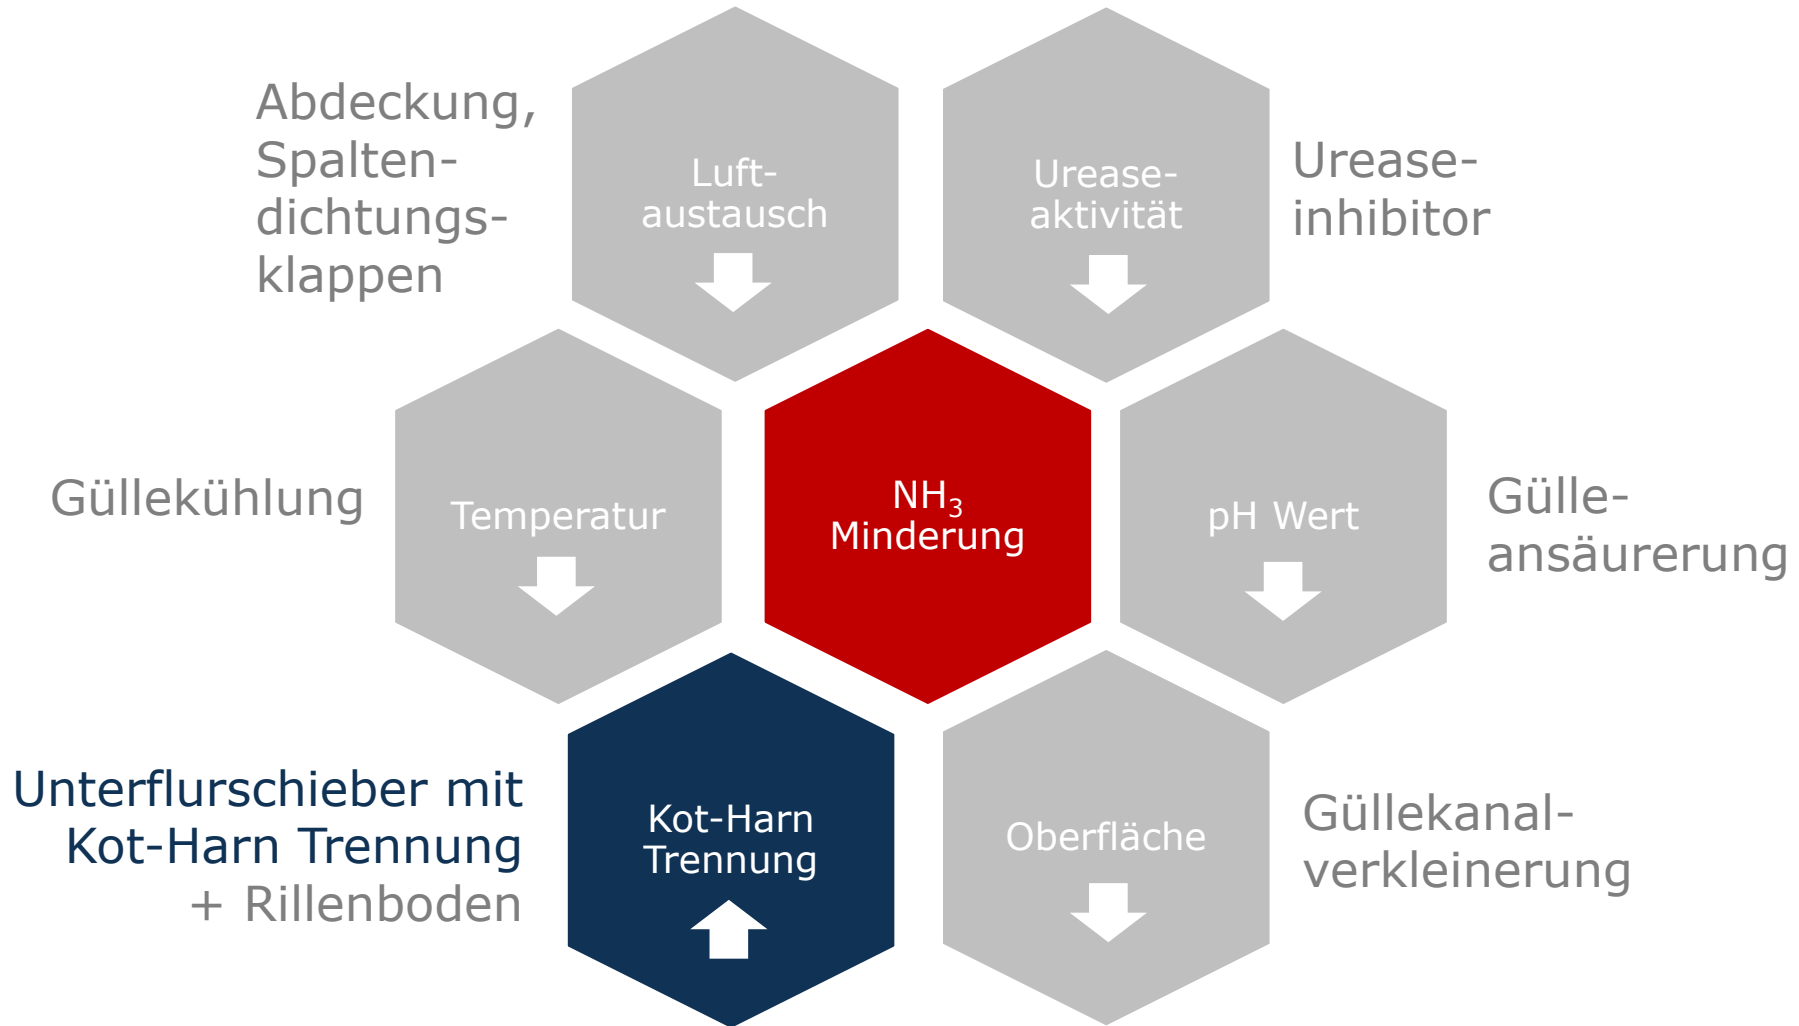 Abdeckung,
Spalten-
dichtungs-
klappen
Luft-
austausch
Urease-
aktivität
Urease-
inhibitor
Güllekühlung
Temperatur
NH₃
Minderung
pH Wert
Gülle-
ansäurerung
Unterflurschieber mit
Kot-Harn Trennung
+ Rillenboden
Kot-Harn
Trennung
Oberfläche
Güllekanal-
verkleinerung